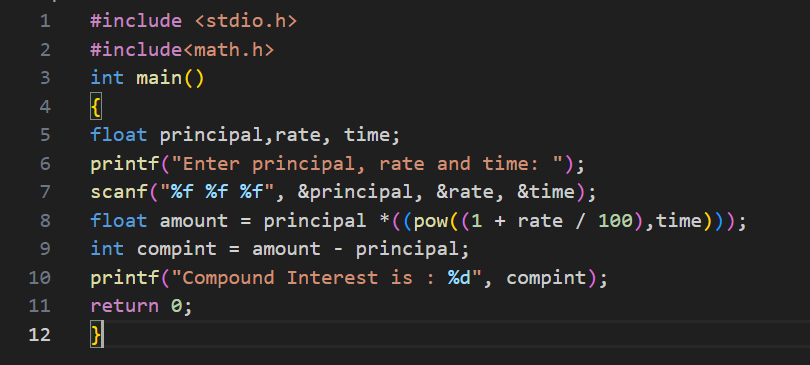 1 #include <stdio.h>
2 #include<math.h>
3 int main()
4 {
5 float principal,rate, time;
6 printf("Enter principal, rate and time: ");
7 scanf("%f %f %f", &principal, &rate, &time);
8 float amount = principal *((pow((1 + rate / 100),time)));
9 int compint = amount - principal;
10 printf("Compound Interest is : %d", compint);
11 return 0;
12 }